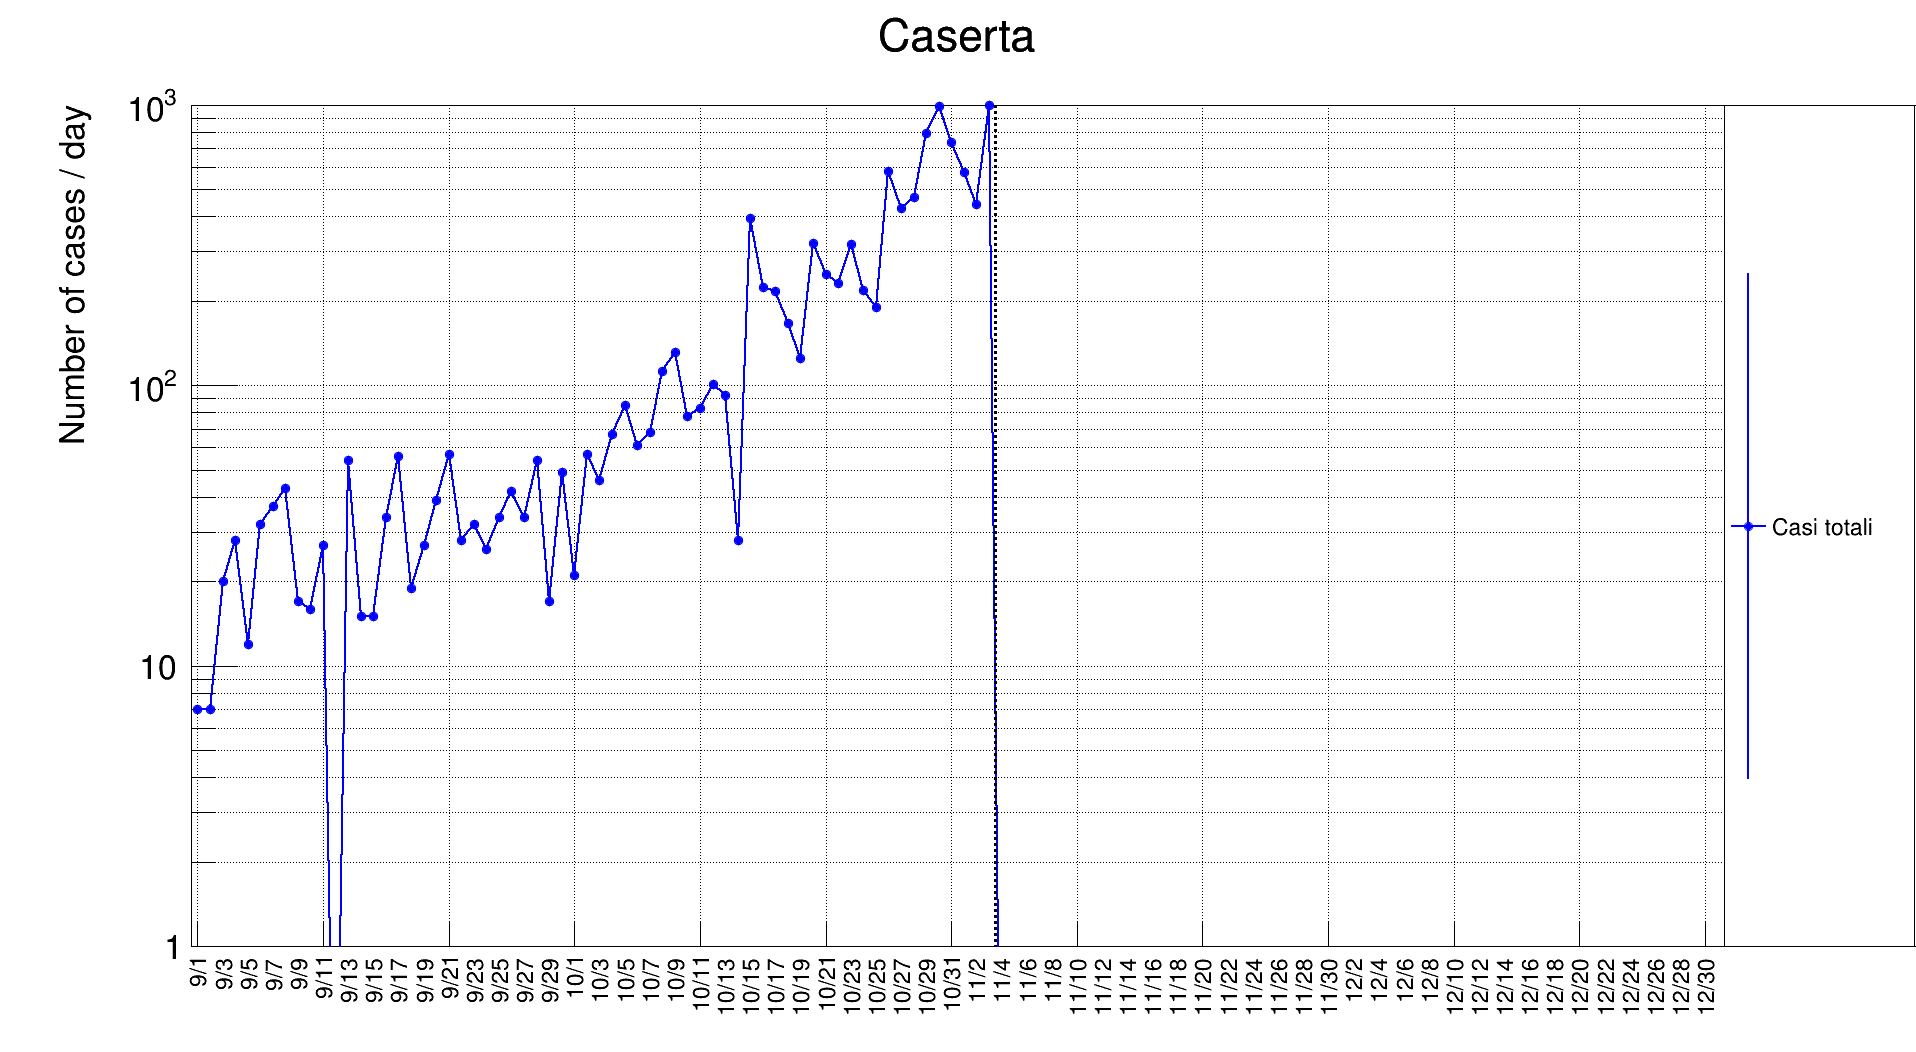 Caserta
Number of cases / day
10³
10²
10
1
9/1 9/3 9/5 9/7 9/9 9/11 9/13 9/15 9/17 9/19 9/21 9/23 9/25 9/27 9/29 10/1 10/3 10/5 10/7 10/9 10/11 10/13 10/15 10/17 10/19 10/21 10/23 10/25 10/27 10/29 10/31 11/2 11/4 11/6 11/8 11/10 11/12 11/14 11/16 11/18 11/20 11/22 11/24 11/26 11/28 11/30 12/2 12/4 12/6 12/8 12/10 12/12 12/14 12/16 12/18 12/20 12/22 12/24 12/26 12/28 12/30
Casi totali